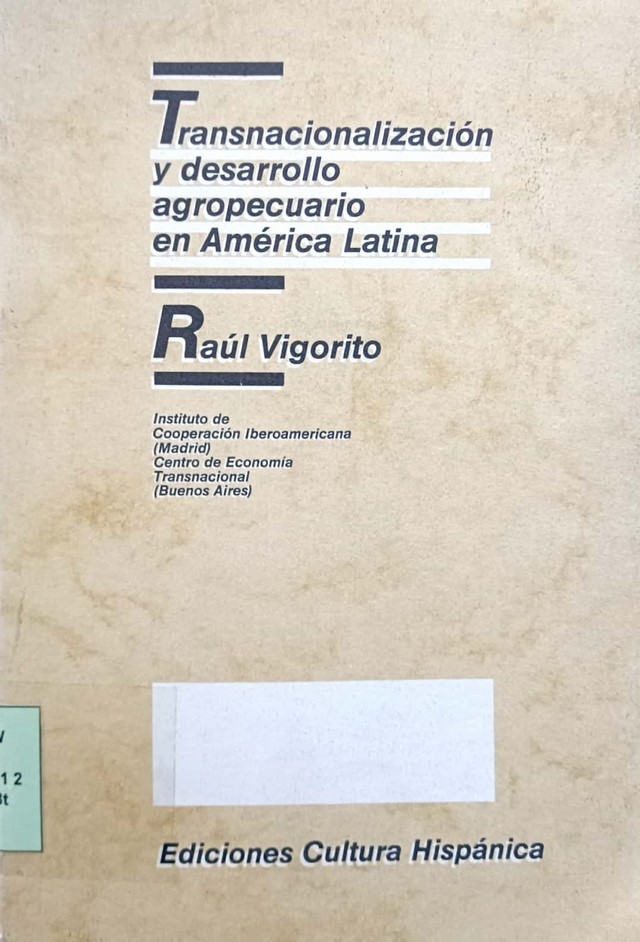 Transnacionalización
y desarrollo
agropecuario
en América Latina
Raúl Vigorito
Instituto de
Cooperación Iberoamericana
(Madrid)
Centro de Economía
Transnacional
(Buenos Aires)
12
Ediciones Cultura Hispánica